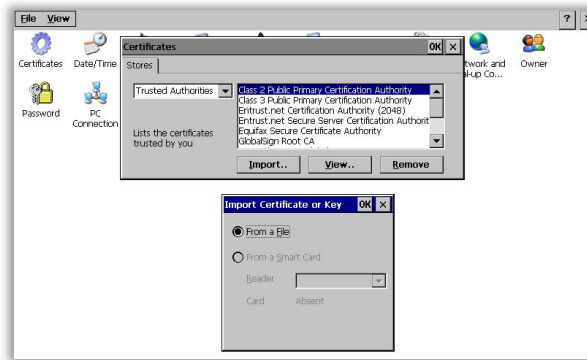 File View ?
Certificates
Date/Time
twork and
al-up Co...
Owner
Password
PC
Connection
Certificates OK
Stores
Trusted Authorities
Class 2 Public Primary Certification Authority
Class 3 Public Primary Certification Authority
Entrust.net Certification Authority (2048)
Entrust.net Secure Server Certification Authorit
Equifax Secure Certificate Authority
GlobalSign Root CA
Lists the certificates
trusted by you
Import.. View.. Remove
Import Certificate or Key OK
From a File
From a Smart Card
Reader
Card Absent